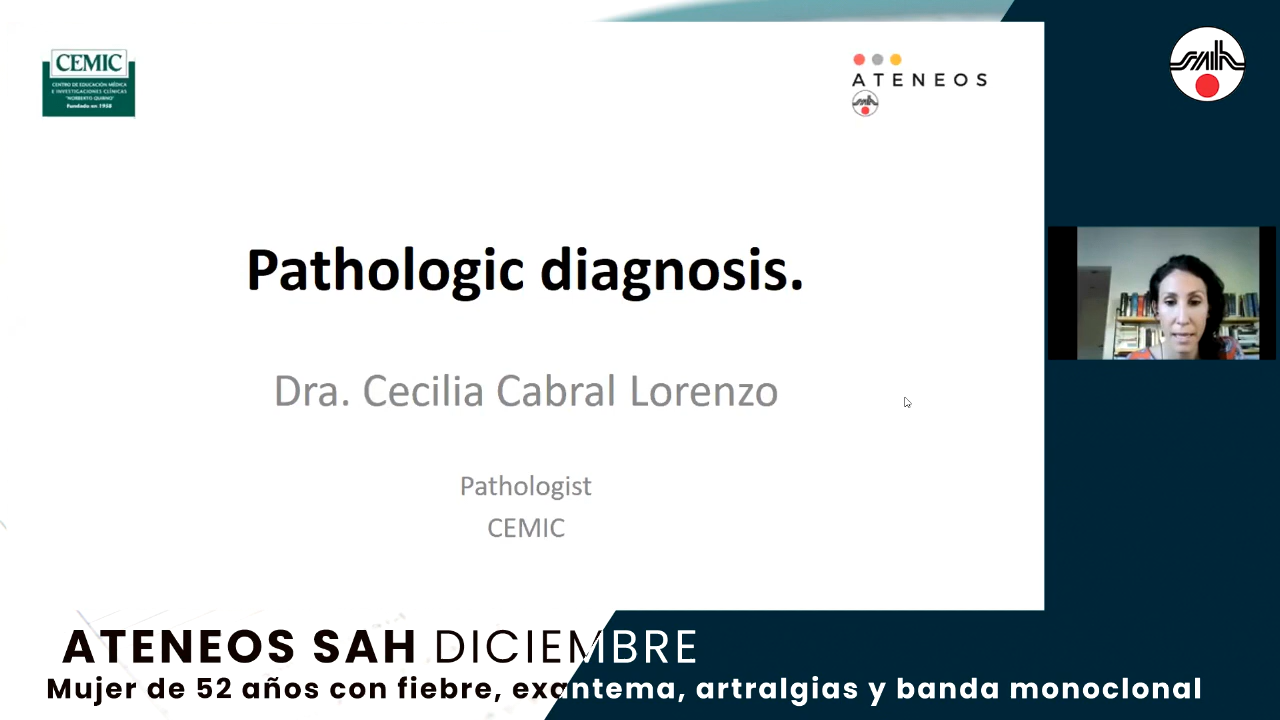 CEMIC
CENTRO DE EDUCACIÓN MÉDICA
E INVESTIGACIONES CLÍNICAS
"NORBERTO QUIRNO"
Fundado en 1958
ATENEOS
Pathologic diagnosis.
Dra. Cecilia Cabral Lorenzo
Pathologist
CEMIC
ATENEOS SAH DICIEMBRE
Mujer de 52 años con fiebre, exantema, artralgias y banda monoclonal